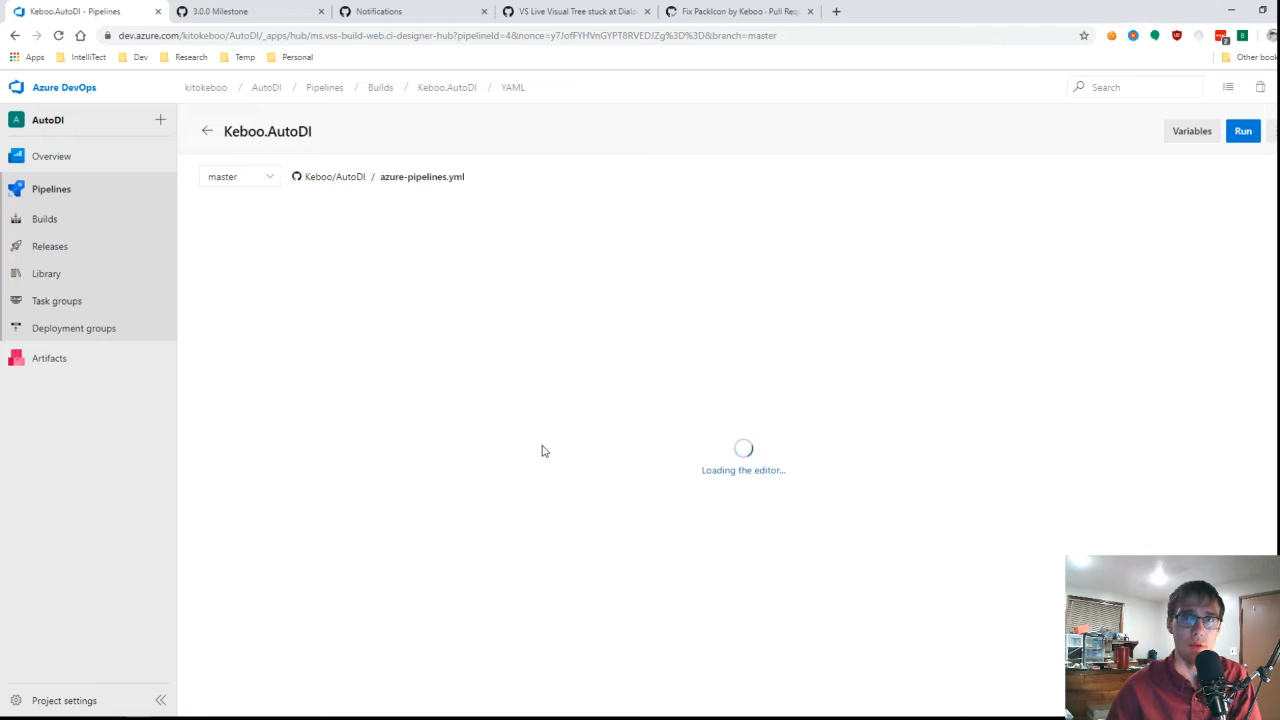 Keboo.AutoDI - Pipelines
3.0.0 Milestone
Notifications
VS Live Visual Tree stuck at Dialo
Fix PackIcon by Keboo · Pull Req
dev.azure.com/kitokeboo/AutoDI/_apps/hub/ms.vss-build-web.ci-designer-hub?pipelineId=4&nonce=y7JofFYHVnGYPT8RVEDJZg%3D%3D&branch=master
2
B
Apps
IntelliTect
Dev
Research
Temp
Personal
Other book
Azure DevOps
kitokeboo / AutoDI / Pipelines / Builds / Keboo.AutoDI / YAML
Search
A
AutoDI
Keboo.AutoDI
Variables
Run
Overview
master
Keboo/AutoDI / azure-pipelines.yml
Pipelines
Builds
Releases
Library
Task groups
Deployment groups
Artifacts
Loading the editor...
Project settings